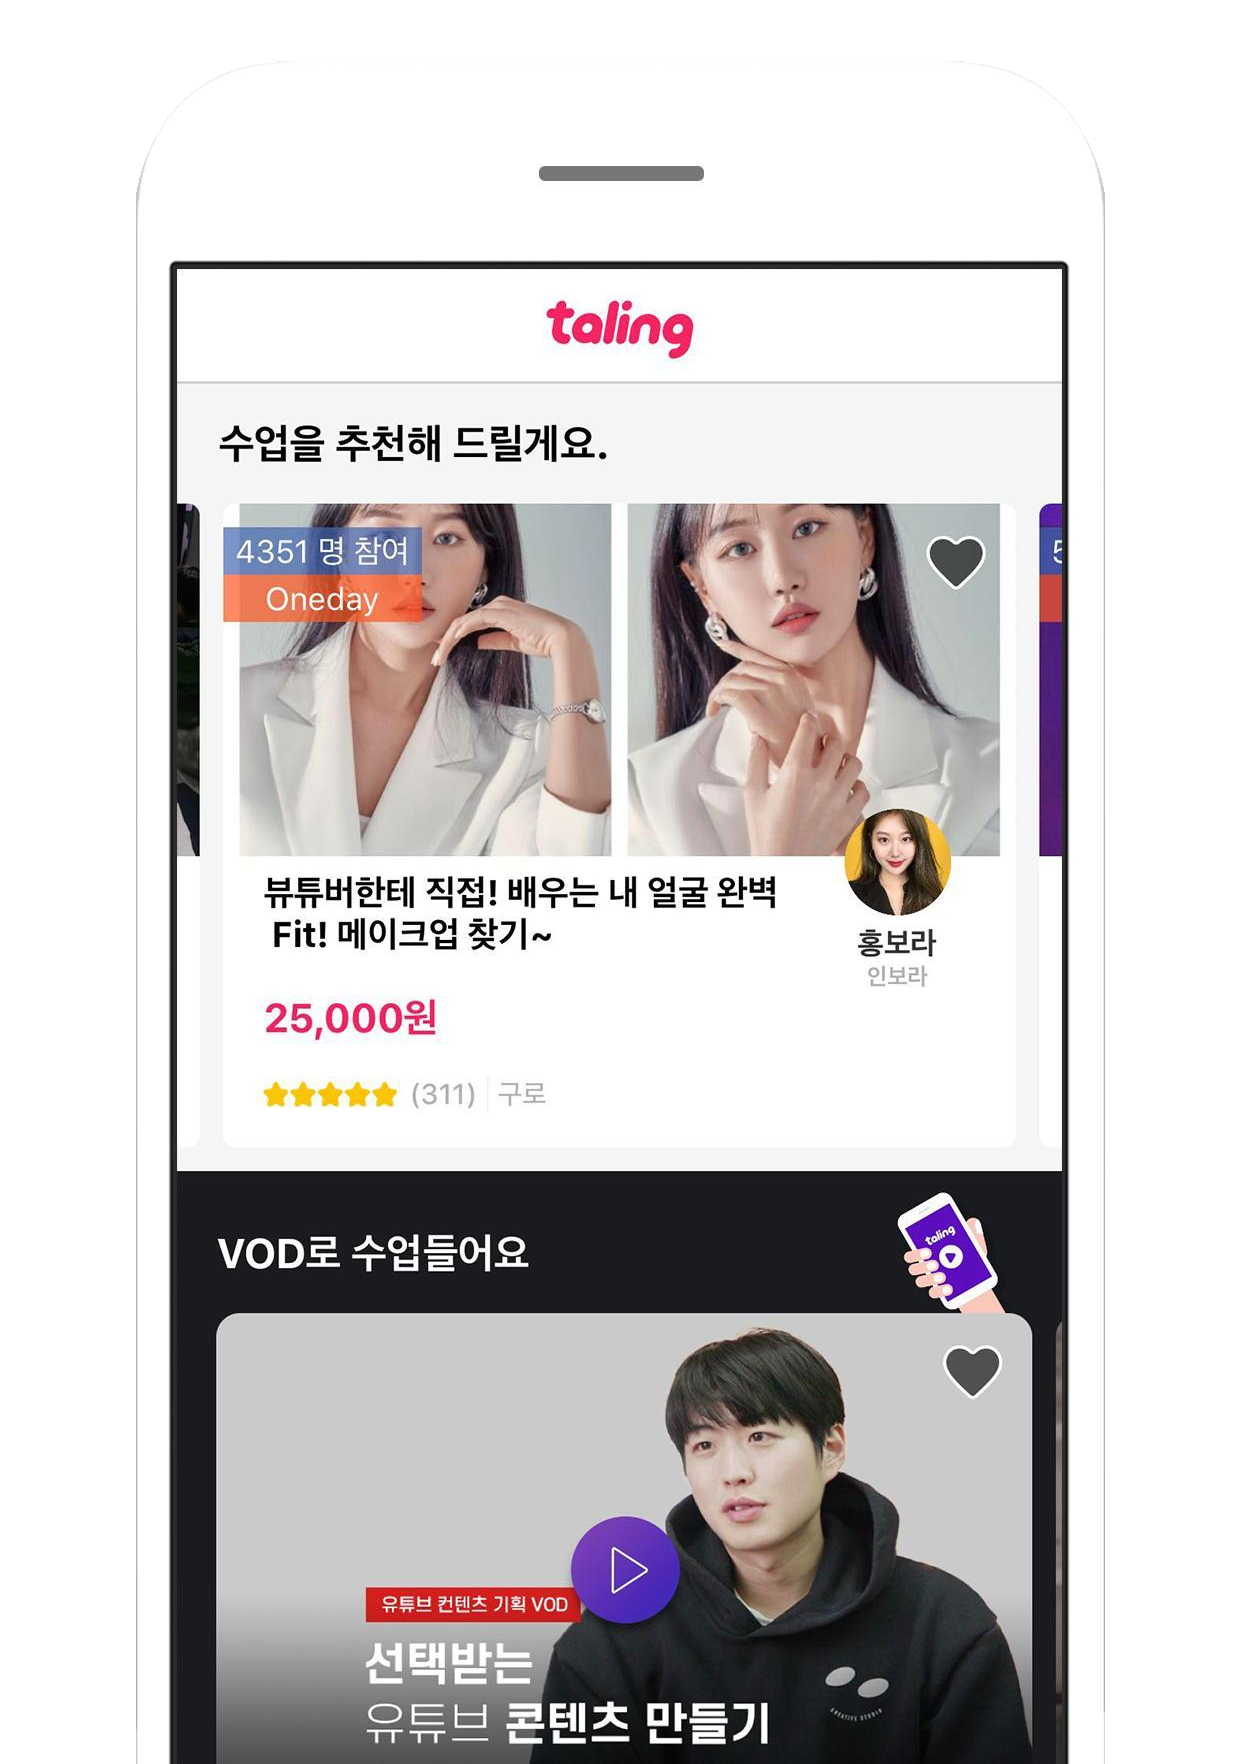 taling
수업을 추천해 드릴게요.
4351 명 참여
Oneday
5
뷰튜버한테 직접! 배우는 내 얼굴 완벽
Fit! 메이크업 찾기~
홍보라
인보라
25,000원
(311) 구로
VOD로 수업들어요
taling
유튜브 컨텐츠 기획 VOD
선택받는
유튜브 콘텐츠 만들기
CREATIVE STUDIO